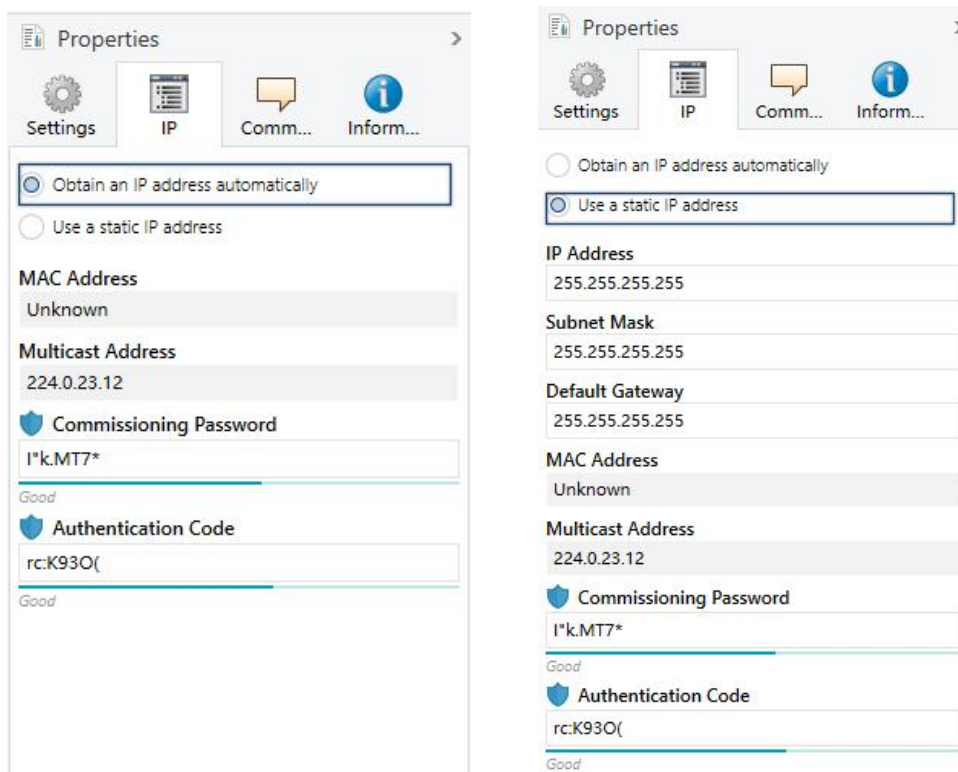 Properties
Settings
IP
Comm...
Inform...
Obtain an IP address automatically
Use a static IP address
MAC Address
Unknown
Multicast Address
224.0.23.12
Commissioning Password
I"k.MT7*
Good
Authentication Code
rc:K93O(
Good
Properties
Settings
IP
Comm...
Inform...
Obtain an IP address automatically
Use a static IP address
IP Address
255.255.255.255
Subnet Mask
255.255.255.255
Default Gateway
255.255.255.255
MAC Address
Unknown
Multicast Address
224.0.23.12
Commissioning Password
I"k.MT7*
Good
Authentication Code
rc:K93O(
Good